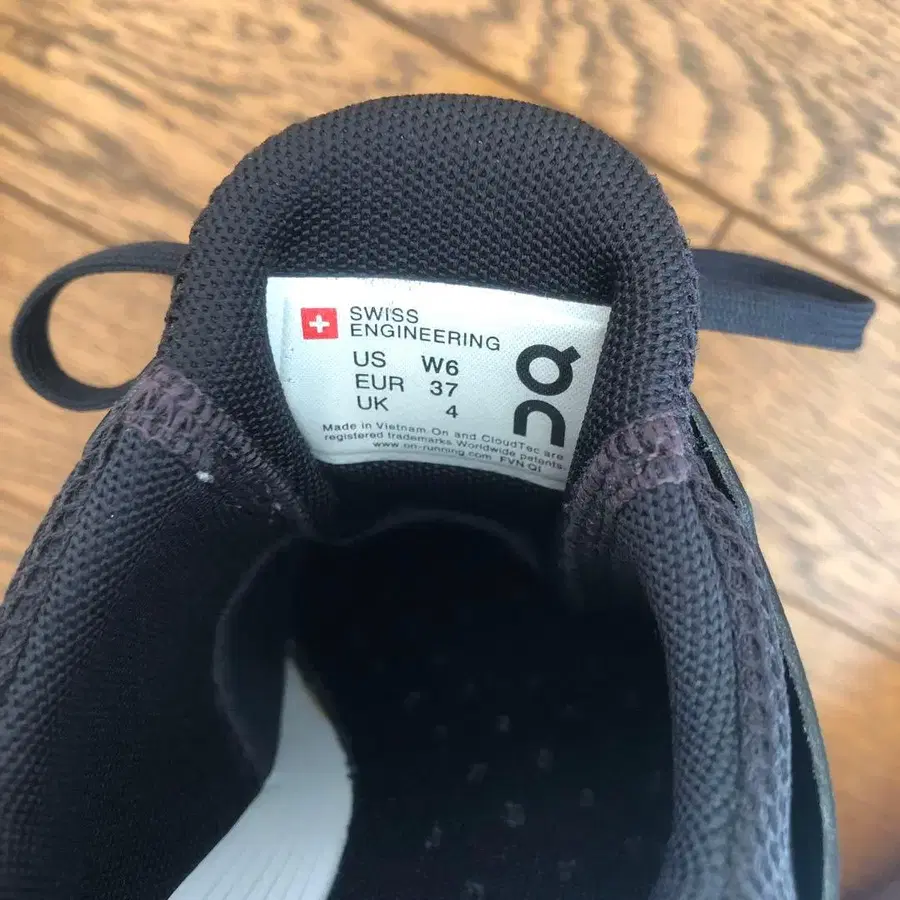 SWISS
ENGINEERING
US W6
EUR 37
UK 4
Made in Vietnam. On and CloudTec are
registered trademarks. Worldwide patents.
www.on-running.com FVN QI
On